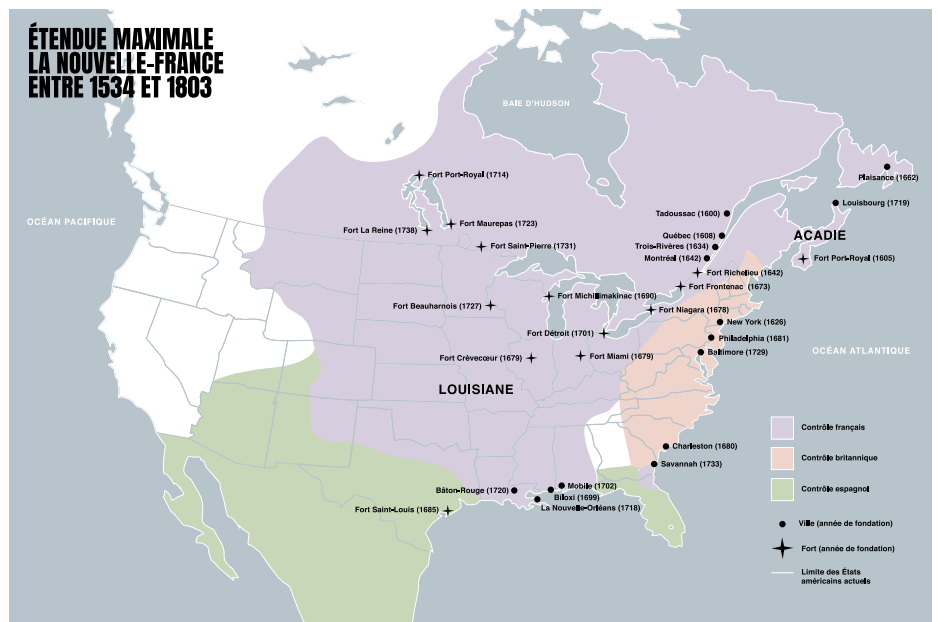 ÉTENDUE MAXIMALE
LA NOUVELLE-FRANCE
ENTRE 1534 ET 1803
BAIE D'HUDSON
Plaisance (1662)
Fort Port-Royal (1714)
Louisbourg (1719)
Tadoussac (1600)
OCÉAN PACIFIQUE
Fort Maurepas (1723)
Fort La Reine (1738)
Québec (1608)
ACADIE
Trois-Rivères (1634)
Fort Saint-Pierre (1731)
Montréal (1642)
Fort Port-Royal (1605)
Fort Richelieu (1642)
Fort Frontenac (1673)
Fort Michillimakinac (1690)
Fort Beauharnois (1727)
Fort Niagara (1678)
New York (1626)
Fort Détroit (1701)
Philadelphia (1681)
Baltimore (1729)
OCÉAN ATLANTIQUE
Fort Crèvecœur (1679)
Fort Miami (1679)
LOUISIANE
Contrôle français
Charleston (1680)
Contrôle britannique
Savannah (1733)
Contrôle espagnol
Mobile (1702)
Bâton-Rouge (1720)
Biloxi (1699)
La Nouvelle-Orléans (1718)
Fort Saint-Louis (1685)
Ville (année de fondation)
Fort (année de fondation)
Limite des États
américains actuels